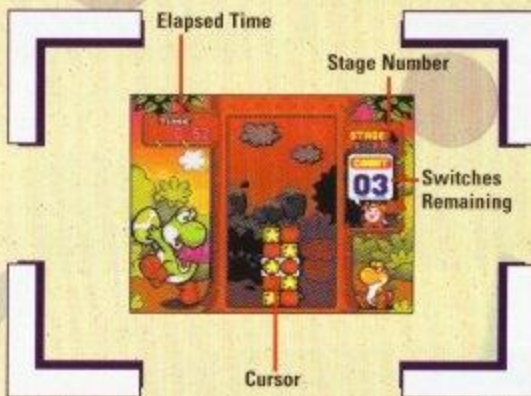 Elapsed Time
Stage Number
TIME
STAGE
COUNT
03
Switches
Remaining
Cursor